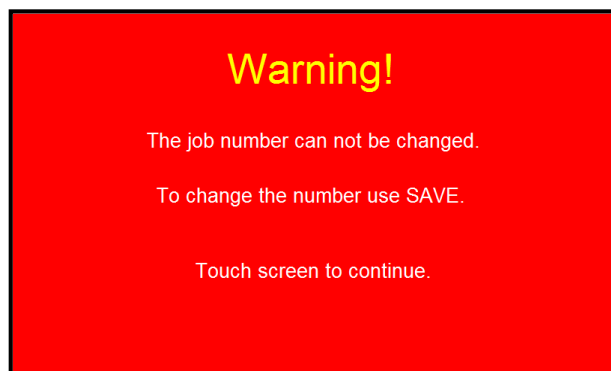 Warning!
The job number can not be changed.
To change the number use SAVE.
Touch screen to continue.